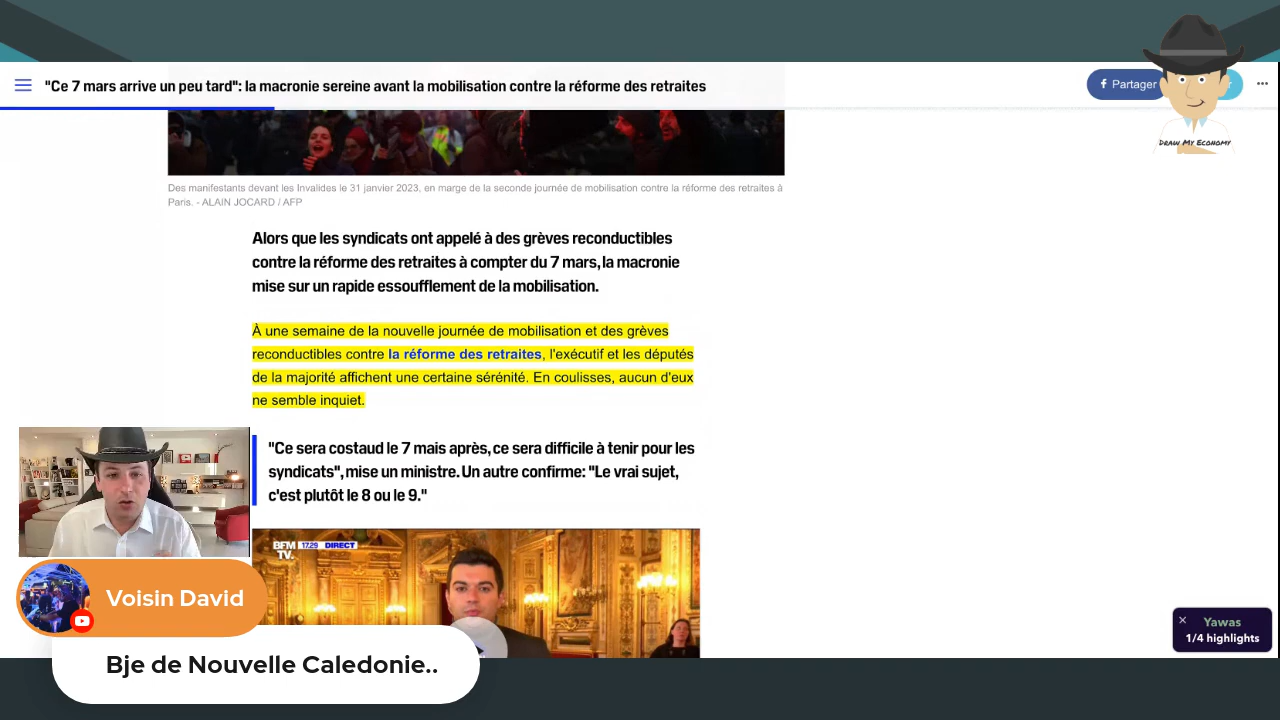 "Ce 7 mars arrive un peu tard": la macronie sereine avant la mobilisation contre la réforme des retraites
Partager
DRAW MY ECONOMY
Des manifestants devant les Invalides le 31 janvier 2023, en marge de la seconde journée de mobilisation contre la réforme des retraites à
Paris. - ALAIN JOCARD / AFP
Alors que les syndicats ont appelé à des grèves reconductibles
contre la réforme des retraites à compter du 7 mars, la macronie
mise sur un rapide essoufflement de la mobilisation.
À une semaine de la nouvelle journée de mobilisation et des grèves
reconductibles contre la réforme des retraites, l'exécutif et les députés
de la majorité affichent une certaine sérénité. En coulisses, aucun d'eux
ne semble inquiet.
"Ce sera costaud le 7 mais après, ce sera difficile à tenir pour les
syndicats", mise un ministre. Un autre confirme: "Le vrai sujet,
c'est plutôt le 8 ou le 9."
BFM 17:29 DIRECT
TV.
Voisin David
Bje de Nouvelle Caledonie..
Yawas
1/4 highlights